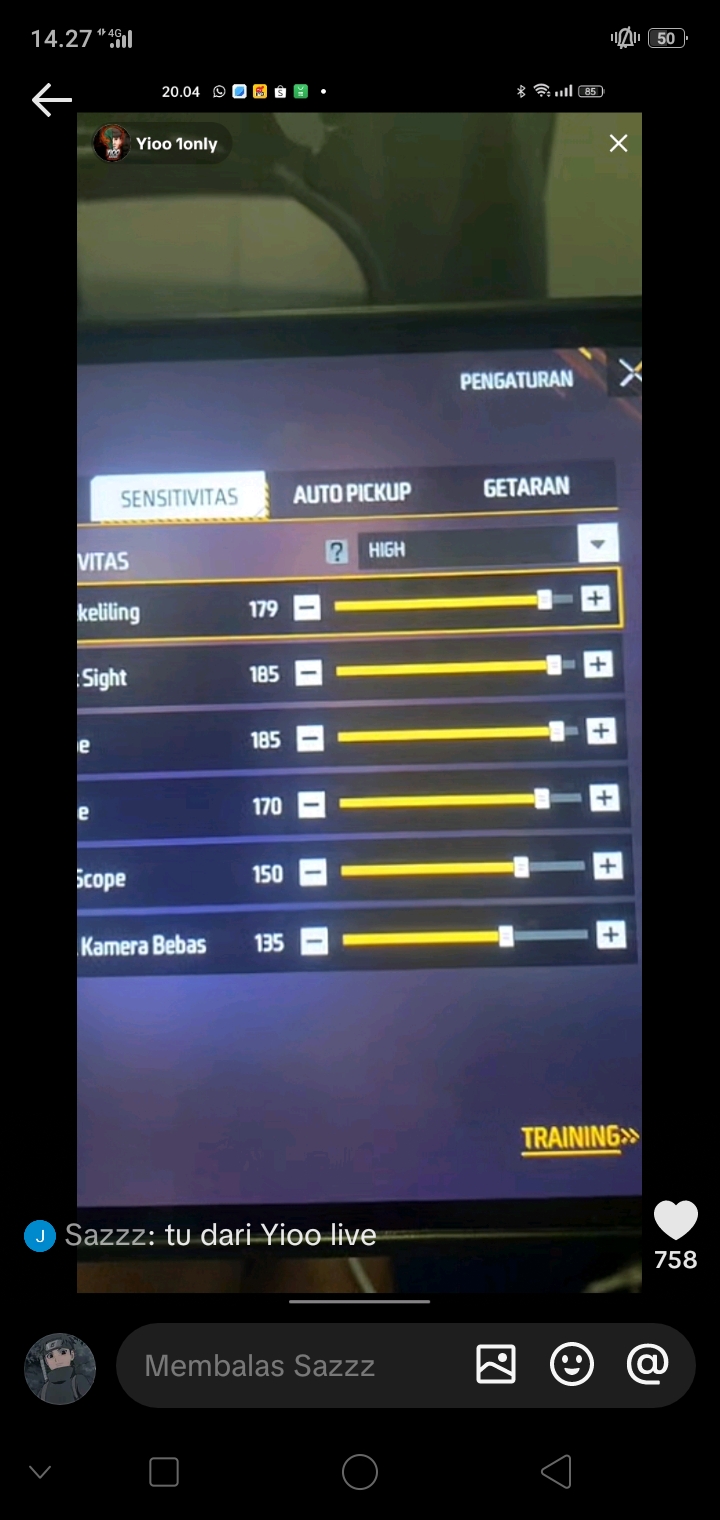 14.27 4G 50
20.04 85
Yioo 1only
PENGATURAN
SENSITIVITAS AUTO PICKUP GETARAN
VITAS ? HIGH
keliling 179
Sight 185
e 185
e 170
Scope 150
Kamera Bebas 135
TRAINING
J Sazzz: tu dari Yioo live
758
Membalas Sazzz